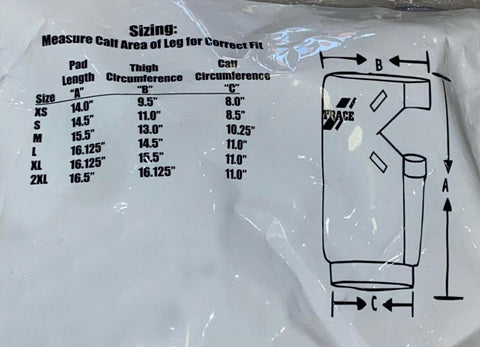 Sizing:
Measure Calf Area of Leg for Correct Fit
Size Pad Length "A" Thigh Circumference "B" Calf Circumference "C"
XS 14.0" 9.5" 8.0"
S 14.5" 11.0" 8.5"
M 15.5" 13.0" 10.25"
L 16.125" 14.5" 11.0"
XL 16.125" 15.5" 11.0"
2XL 16.5" 16.125" 11.0"
B
TRACE
A
C